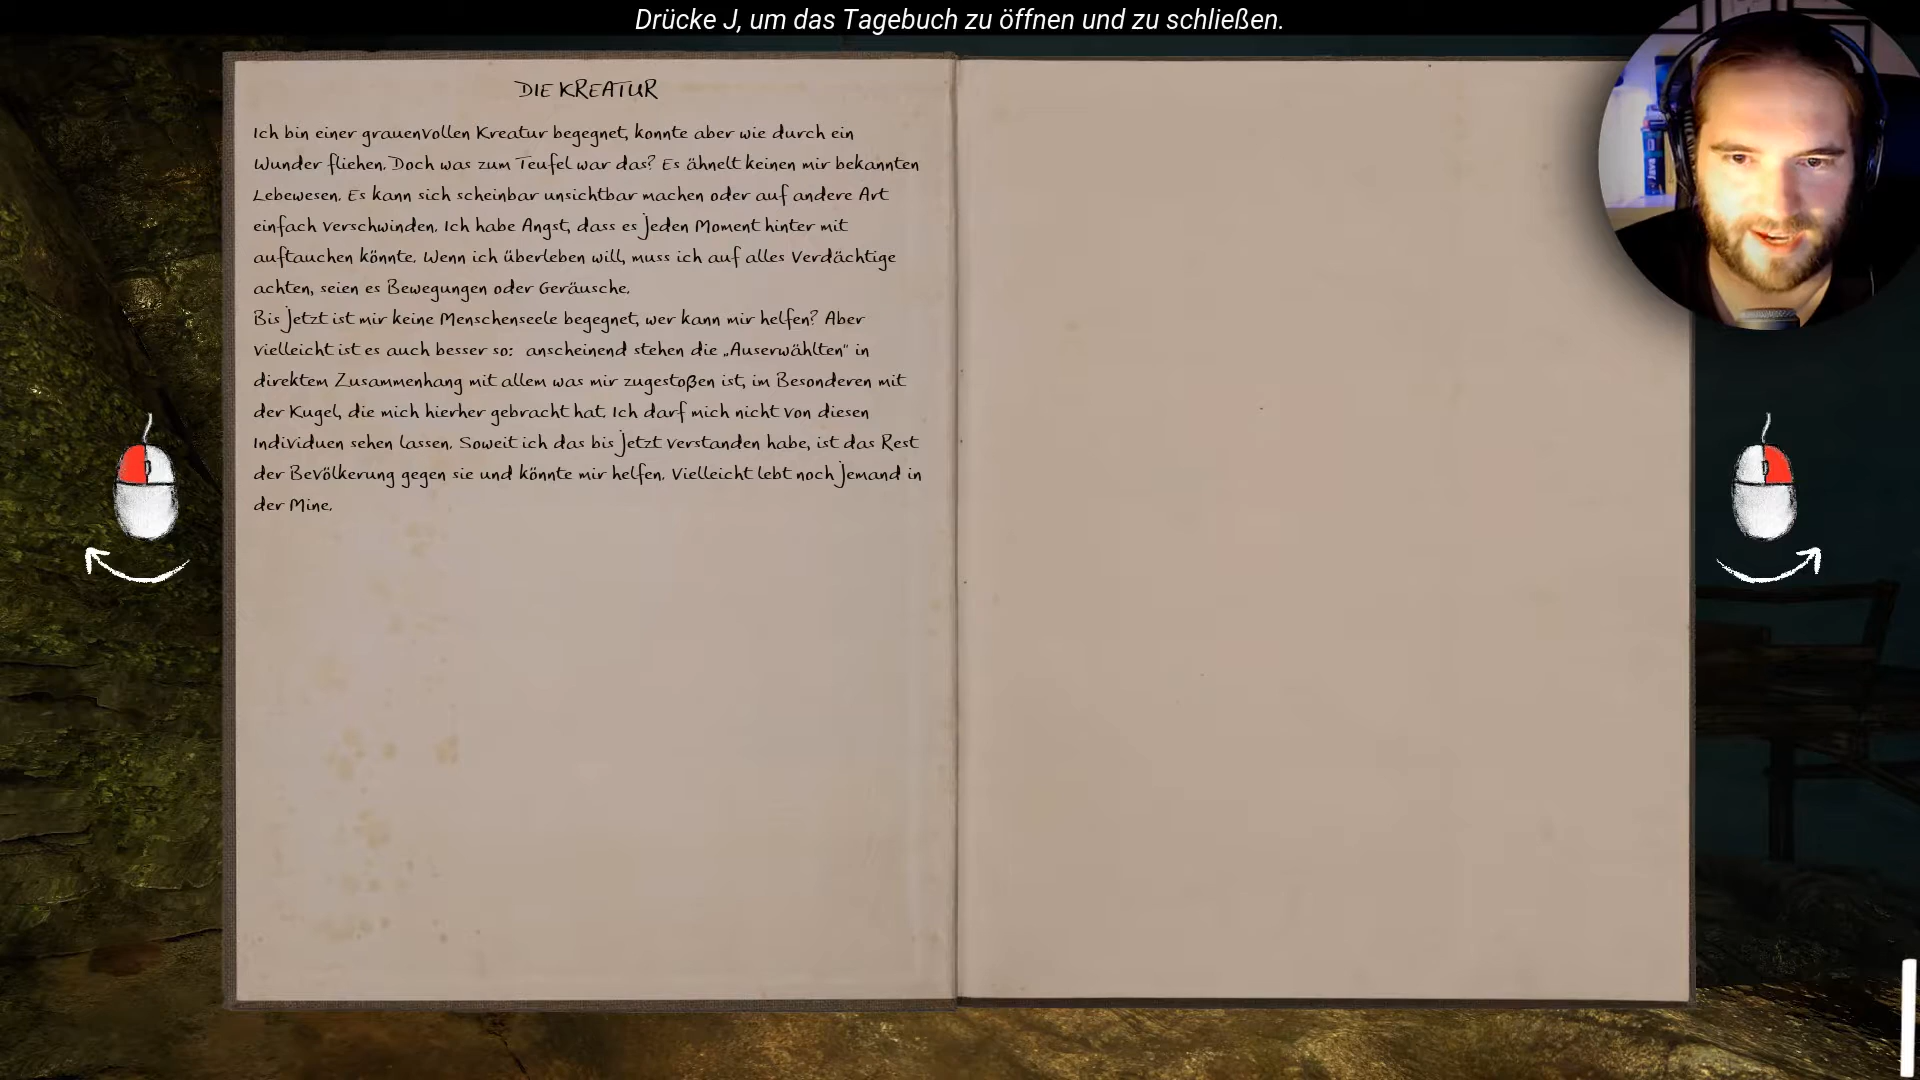 Drücke J, um das Tagebuch zu öffnen und zu schließen.
DIE KREATUR
Ich bin einer grauenvollen Kreatur begegnet, konnte aber wie durch ein
Wunder fliehen. Doch was zum Teufel war das? Es ähnelt keinen mir bekannten
Lebewesen. Es kann sich scheinbar unsichtbar machen oder auf andere Art
einfach verschwinden. Ich habe Angst, dass es jeden Moment hinter mit
auftauchen könnte. Wenn ich überleben will, muss ich auf alles Verdächtige
achten, seien es Bewegungen oder Geräusche.
Bis jetzt ist mir keine Menschenseele begegnet, wer kann mir helfen? Aber
vielleicht ist es auch besser so: anscheinend stehen die „Auserwählten" in
direktem Zusammenhang mit allem was mir zugestoßen ist, im Besonderen mit
der Kugel, die mich hierher gebracht hat. Ich darf mich nicht von diesen
Individuen sehen lassen. Soweit ich das bis jetzt verstanden habe, ist das Rest
der Bevölkerung gegen sie und könnte mir helfen. Vielleicht lebt noch jemand in
der Mine.
Java